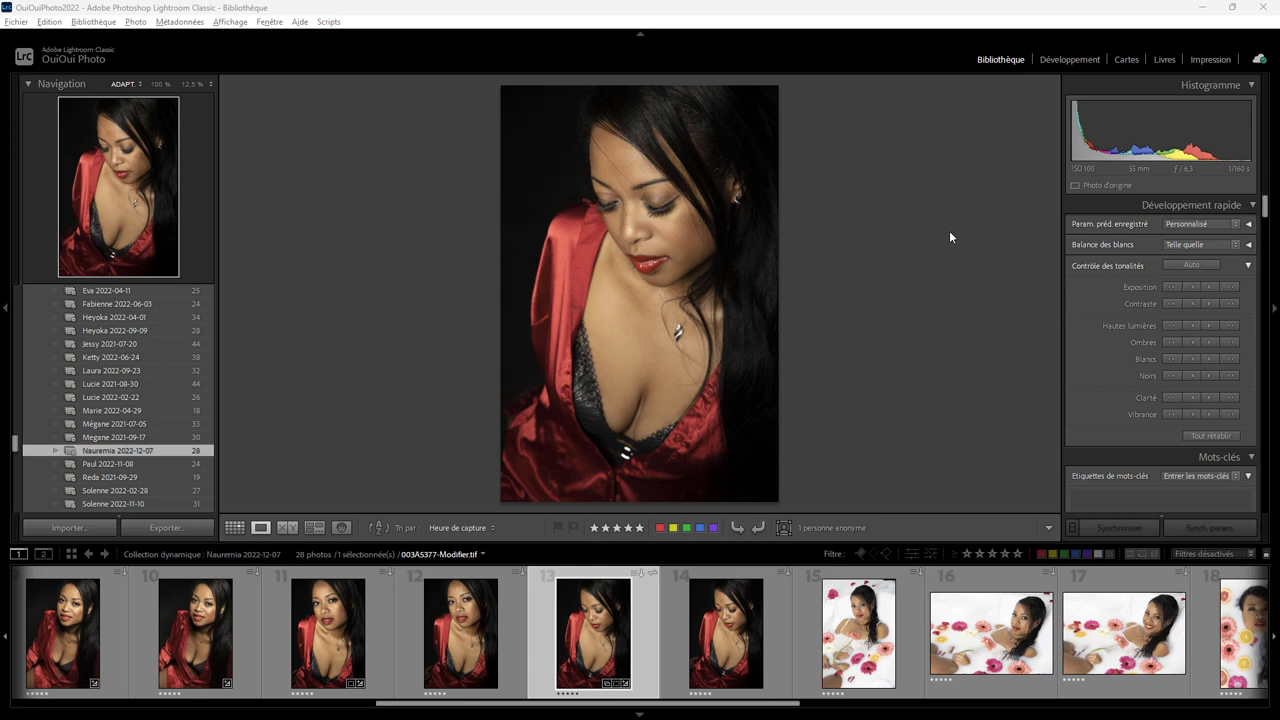 OuiOuiPhoto2022 - Adobe Photoshop Lightroom Classic - Bibliothèque
Fichier Edition Bibliothèque Photo Métadonnées Affichage Fenêtre Aide Scripts
Lrc
Adobe Lightroom Classic
OuiOui Photo
Bibliothèque Développement Cartes Livres Impression
Navigation ADAPT. 100 % 12,5 %
Eva 2022-04-11 25
Fabienne 2022-06-03 24
Heyoka 2022-04-01 34
Heyoka 2022-09-09 28
Jessy 2021-07-20 44
Ketty 2022-06-24 38
Laura 2022-09-23 32
Lucie 2021-08-30 44
Lucie 2022-02-22 26
Marie 2022-04-29 18
Mégane 2021-07-05 33
Megane 2021-09-17 30
Nauremia 2022-12-07 28
Paul 2022-11-08 24
Reda 2021-09-29 19
Solenne 2022-02-28 27
Solenne 2022-11-10 31
Importer... Exporter...
Histogramme
ISO 100 55 mm ƒ / 6,3 1/160 s
Photo d'origine
Développement rapide
Param. préd. enregistré Personnalisé
Balance des blancs Telle quelle
Contrôle des tonalités Auto
Exposition
Contraste
Hautes lumières
Ombres
Blancs
Noirs
Clarté
Vibrance
Tout rétablir
Mots-clés
Etiquettes de mots-clés Entrer les mots-clés
Synchroniser Synch. param.
XY Tri par : Heure de capture 1 personne anonyme
1 2 Collection dynamique : Nauremia 2022-12-07 28 photos / 1 sélectionnée(s) / 003A5377-Modifier.tif Filtre : Filtres désactivés
10 11 12 13 14 15 16 17 18